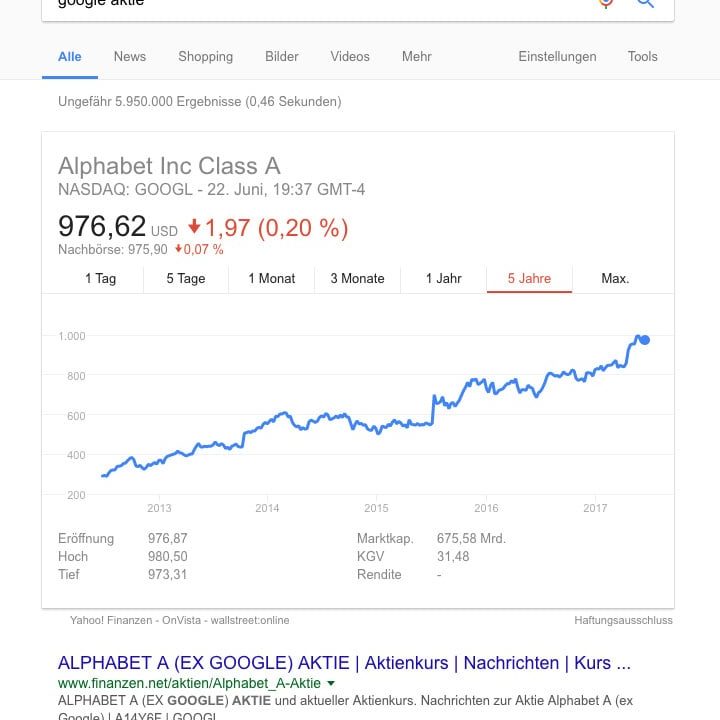 google aktie
Alle News Shopping Bilder Videos Mehr Einstellungen Tools
Ungefähr 5.950.000 Ergebnisse (0,46 Sekunden)
Alphabet Inc Class A
NASDAQ: GOOGL - 22. Juni, 19:37 GMT-4
976,62 USD 1,97 (0,20 %)
Nachbörse: 975,90 0,07 %
1 Tag 5 Tage 1 Monat 3 Monate 1 Jahr 5 Jahre Max.
1.000
800
600
400
200
2013 2014 2015 2016 2017
Eröffnung 976,87 Marktkap. 675,58 Mrd.
Hoch 980,50 KGV 31,48
Tief 973,31 Rendite -
Yahoo! Finanzen - OnVista - wallstreet:online Haftungsausschluss
ALPHABET A (EX GOOGLE) AKTIE | Aktienkurs | Nachrichten | Kurs ...
www.finanzen.net/aktien/Alphabet_A-Aktie
ALPHABET A (EX GOOGLE) AKTIE und aktueller Aktienkurs. Nachrichten zur Aktie Alphabet A (ex
Google) | A14Y6F | GOOGL